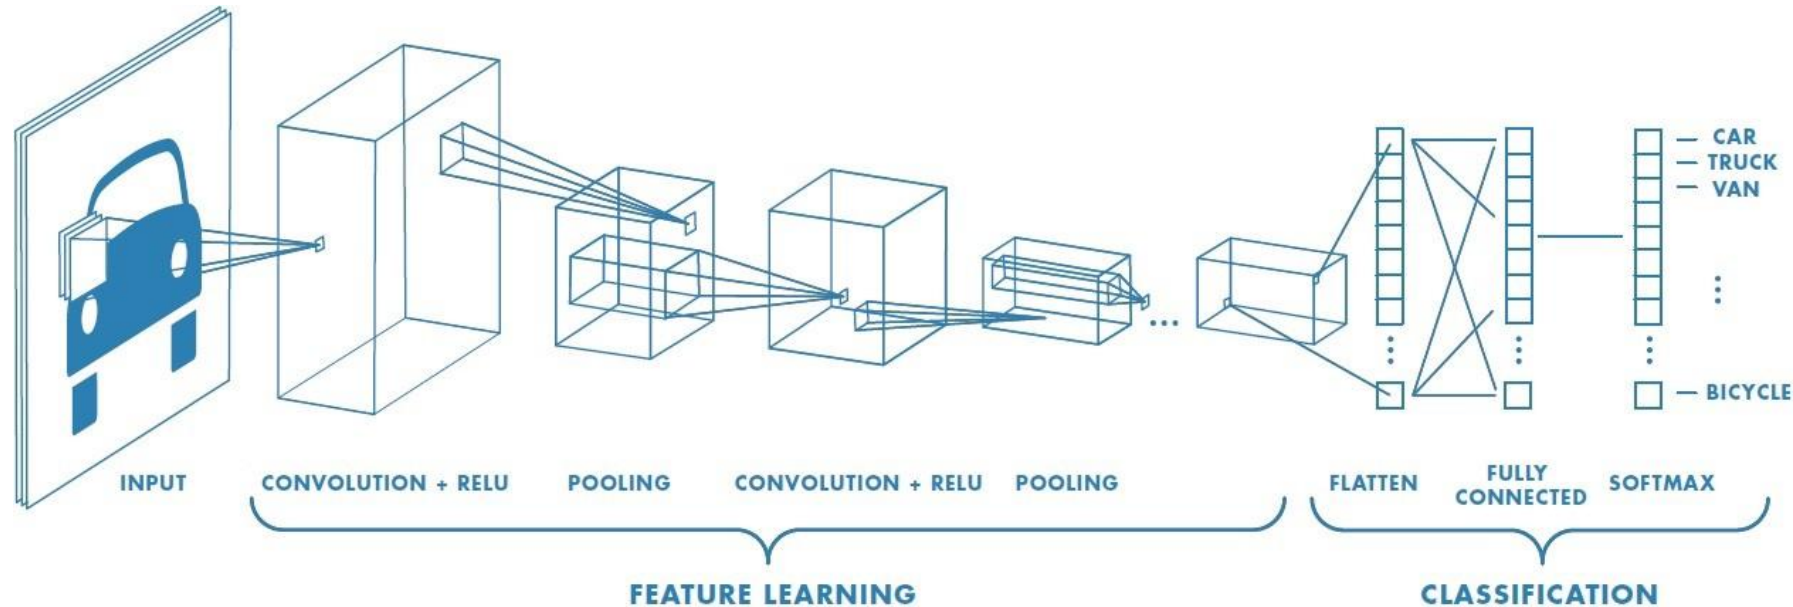 CAR
TRUCK
VAN
BICYCLE
INPUT
CONVOLUTION + RELU
POOLING
CONVOLUTION + RELU
POOLING
FLATTEN
FULLY
CONNECTED
SOFTMAX
FEATURE LEARNING
CLASSIFICATION